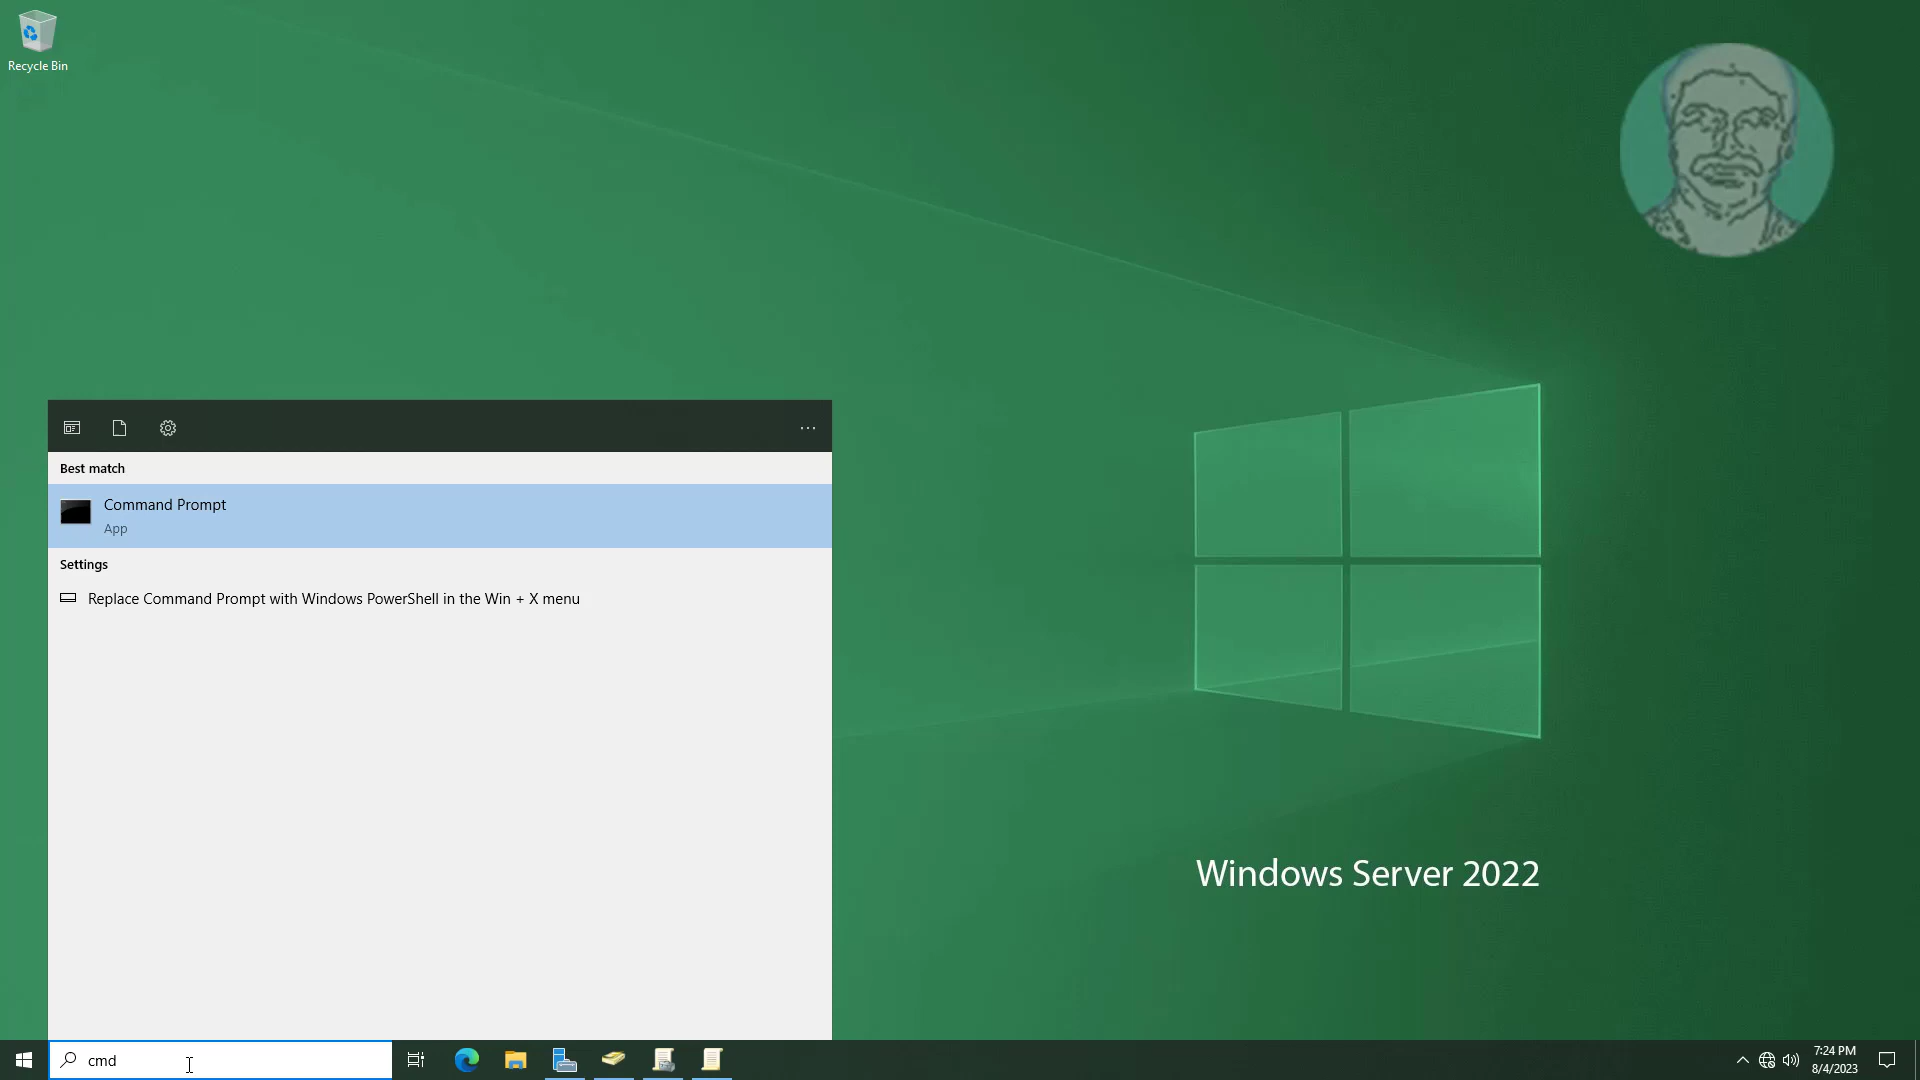 Recycle Bin
Best match
Command Prompt
App
Settings
Replace Command Prompt with Windows PowerShell in the Win + X menu
Windows Server 2022
cmd
7:24 PM
8/4/2023